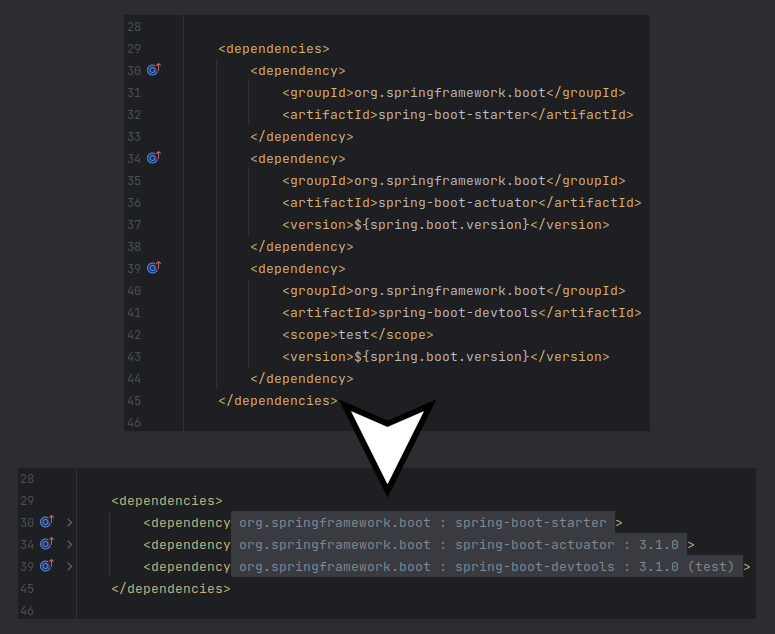 28
29 <dependencies>
30 <dependency>
31 <groupId>org.springframework.boot</groupId>
32 <artifactId>spring-boot-starter</artifactId>
33 </dependency>
34 <dependency>
35 <groupId>org.springframework.boot</groupId>
36 <artifactId>spring-boot-actuator</artifactId>
37 <version>${spring.boot.version}</version>
38 </dependency>
39 <dependency>
40 <groupId>org.springframework.boot</groupId>
41 <artifactId>spring-boot-devtools</artifactId>
42 <scope>test</scope>
43 <version>${spring.boot.version}</version>
44 </dependency>
45 </dependencies>
46
28
29 <dependencies>
30 <dependency org.springframework.boot : spring-boot-starter >
34 <dependency org.springframework.boot : spring-boot-actuator : 3.1.0 >
39 <dependency org.springframework.boot : spring-boot-devtools : 3.1.0 (test) >
45 </dependencies>
46